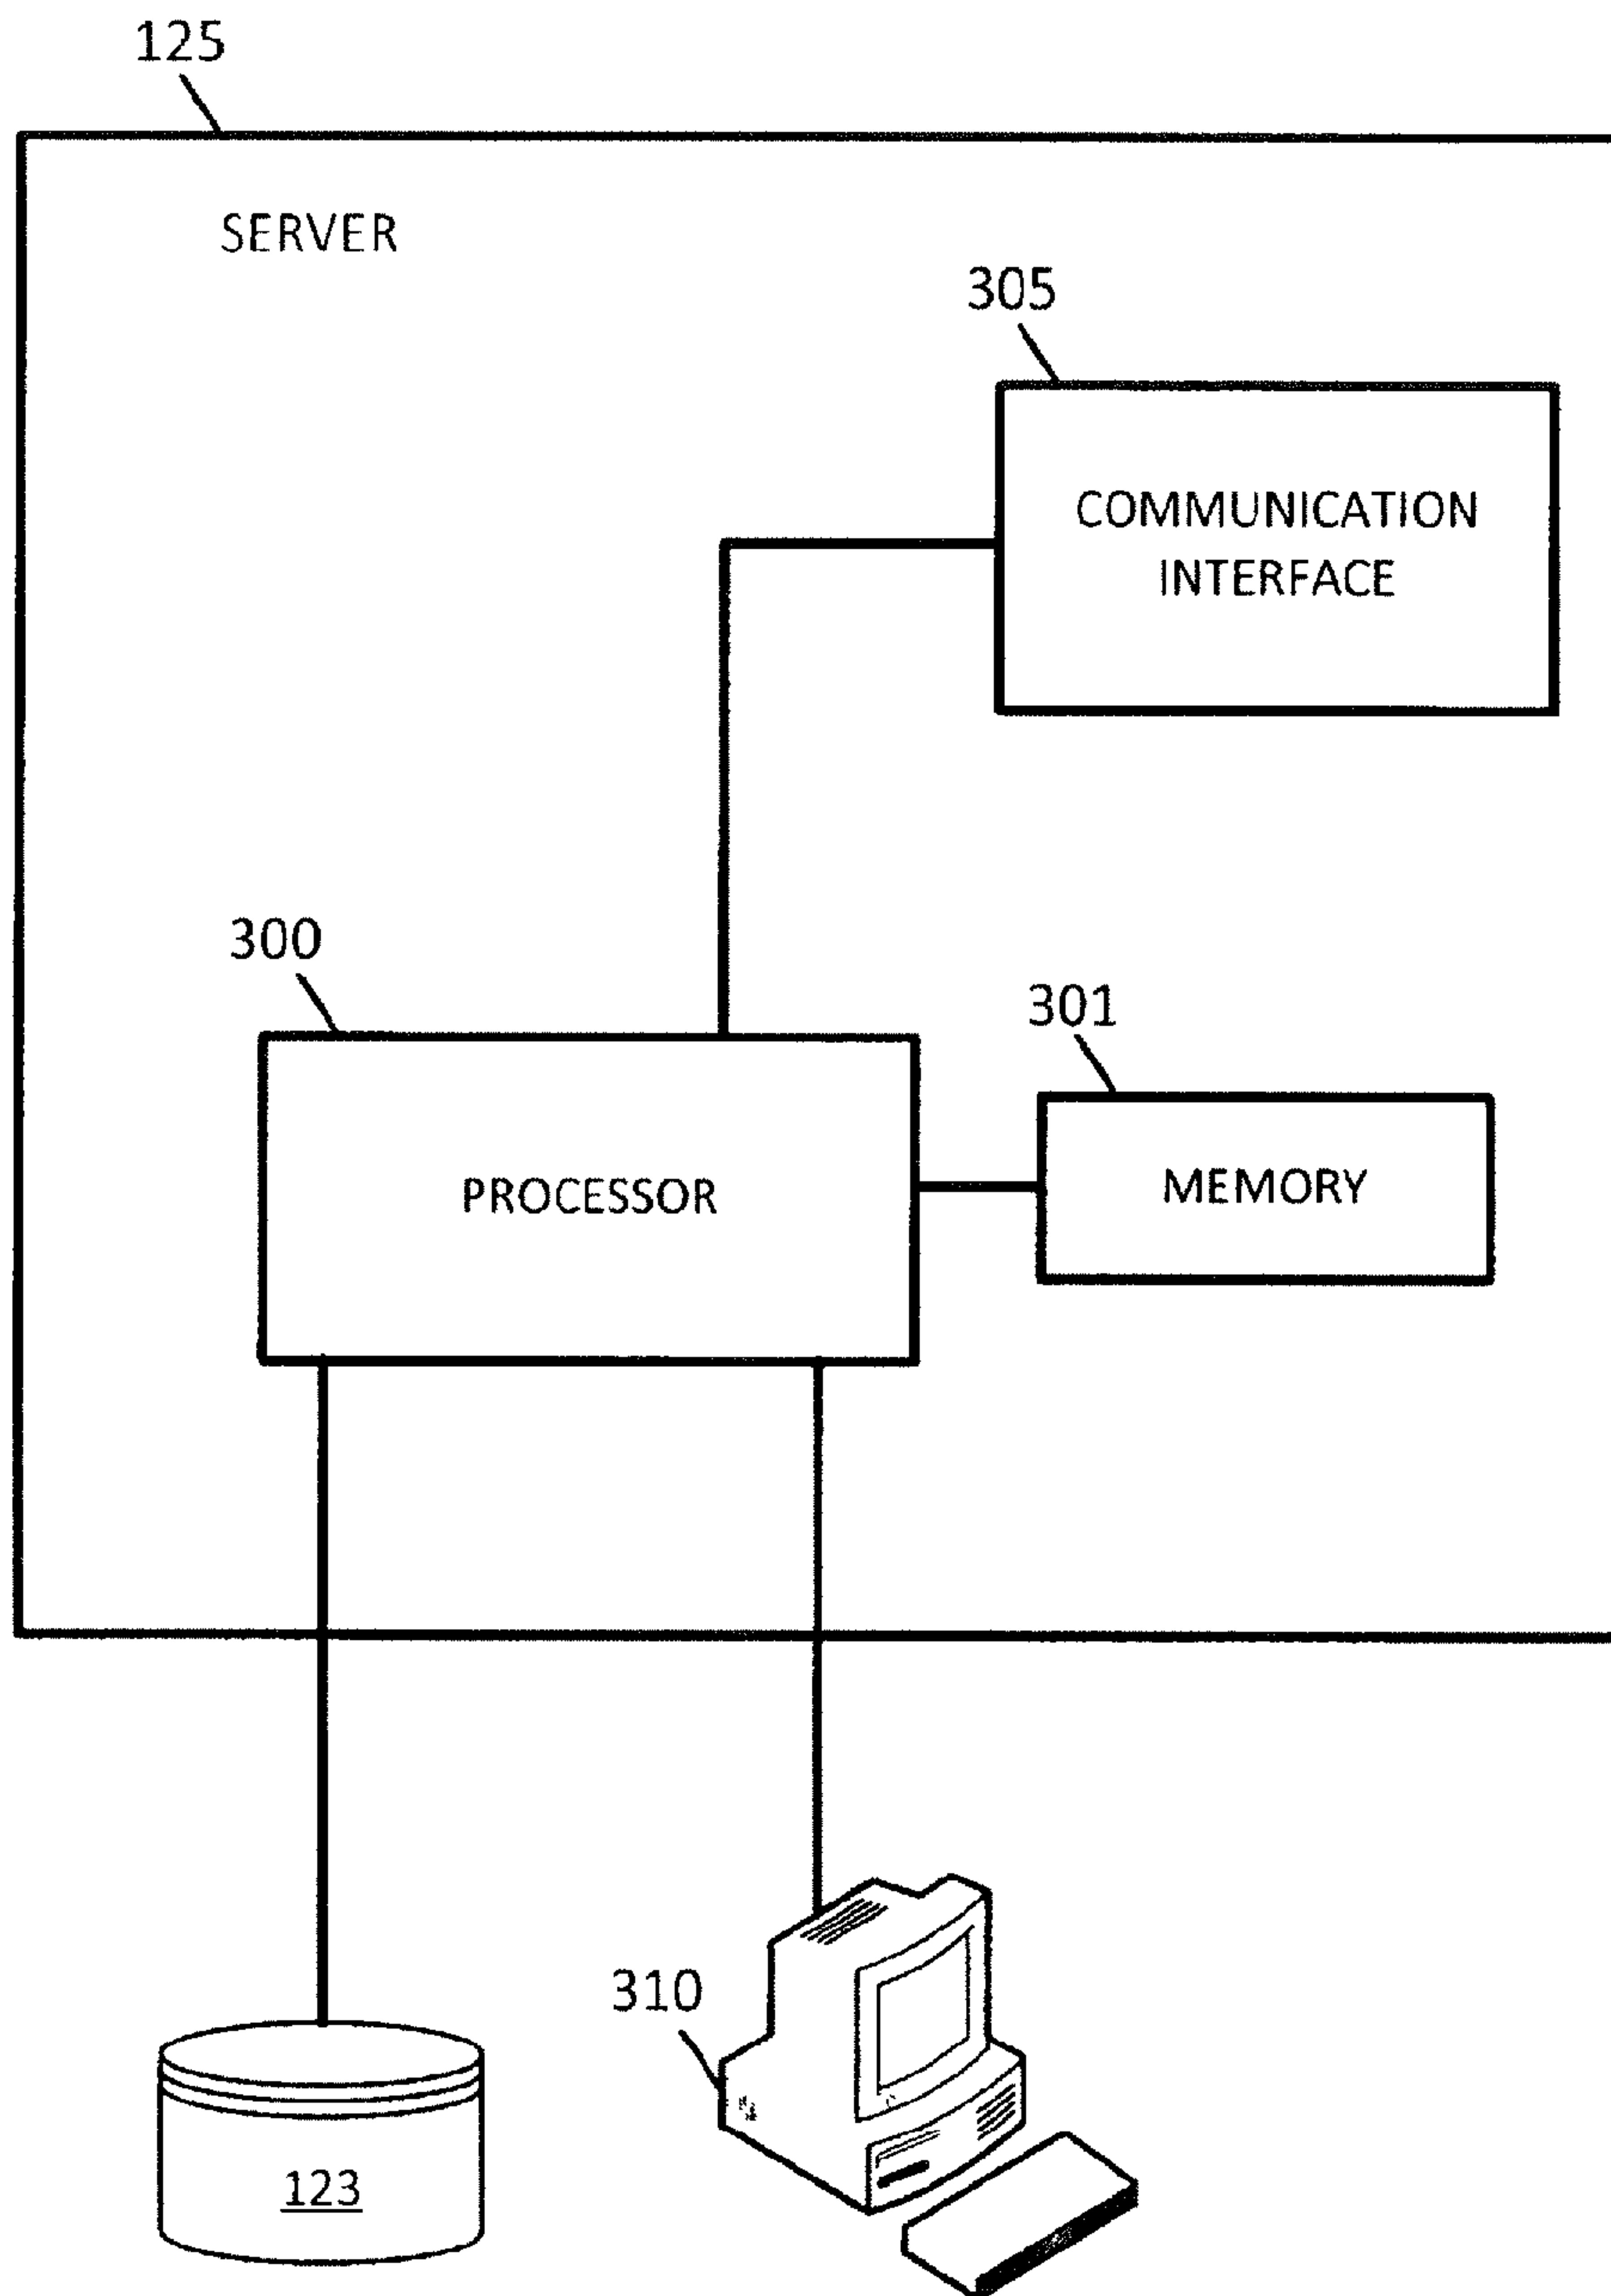 125
SERVER
305
COMMUNICATION
INTERFACE
300
301
PROCESSOR
MEMORY
310
123